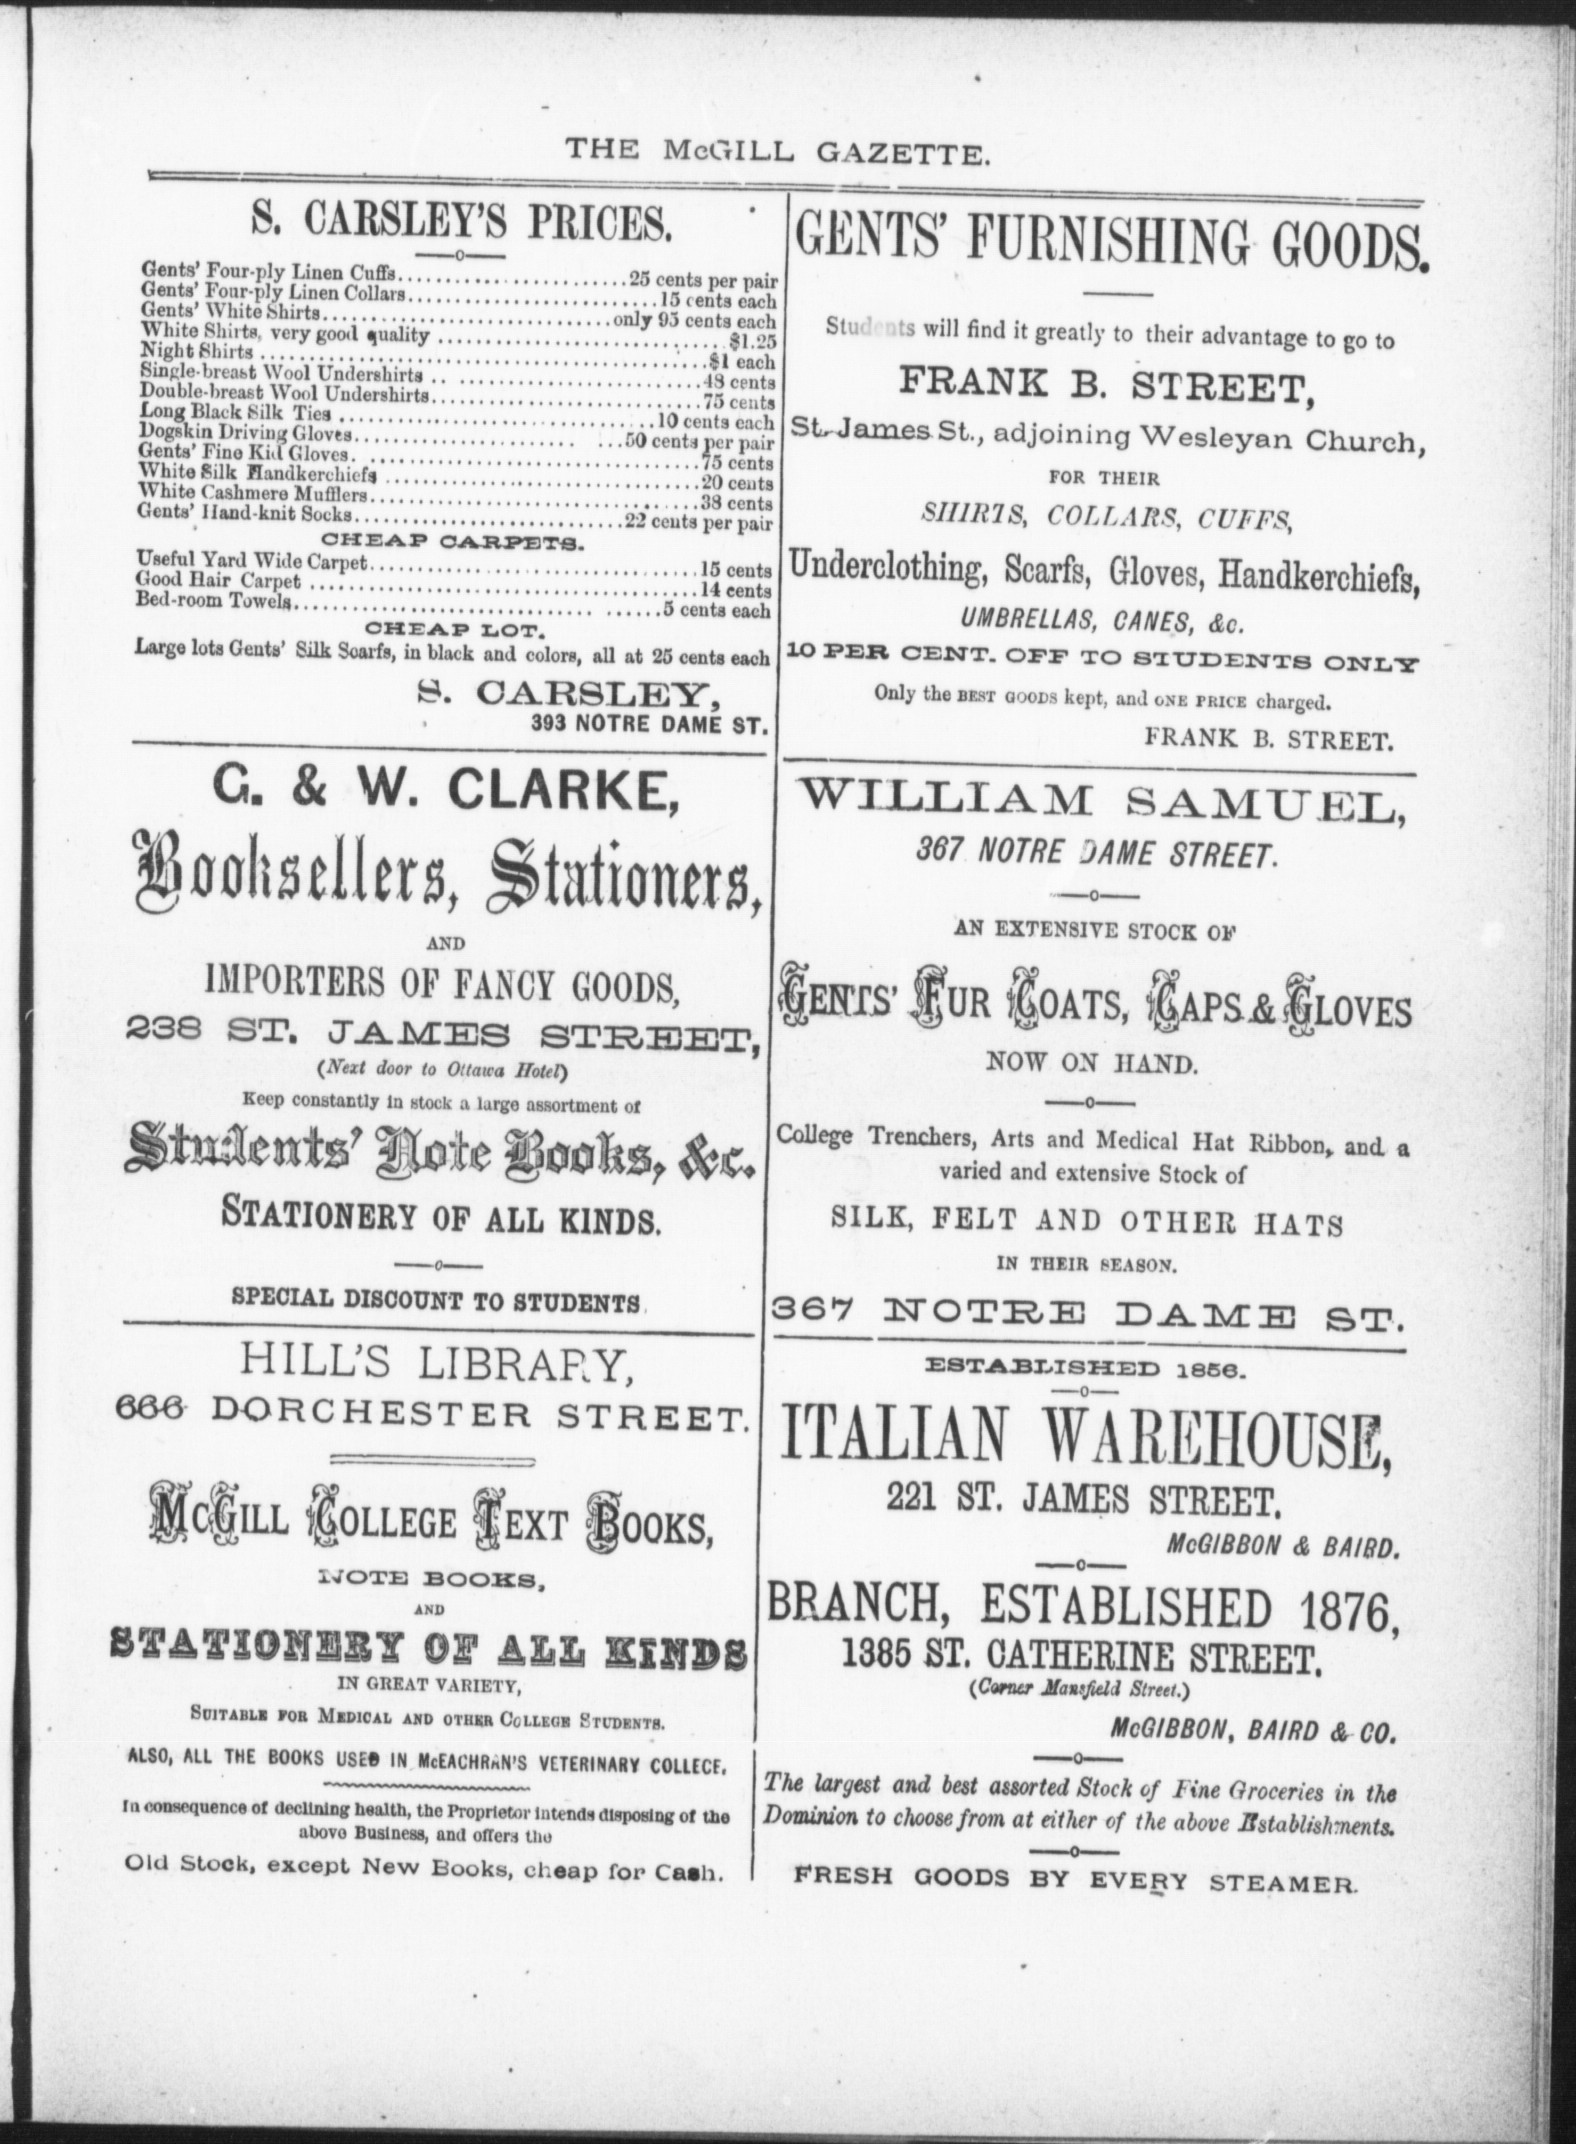 THE McGILL GAZETTE.
S. CARSLEY'S PRICES.
Gents' Four-ply Linen Cuffs........................25 cents per pair
Gents' Four-ply Linen Collars........................15 cents each
Gents' White Shirts........................only 95 cents each
White Shirts, very good quality ........................$1.25
Night Shirts ........................$1 each
Single-breast Wool Undershirts ........................48 cents
Double-breast Wool Undershirts........................75 cents
Long Black Silk Ties ........................10 cents each
Dogskin Driving Gloves........................50 cents per pair
Gents' Fine Kid Gloves. ........................75 cents
White Silk Handkerchiefs ........................20 cents
White Cashmere Mufflers........................38 cents
Gents' Hand-knit Socks........................22 cents per pair
CHEAP CARPETS.
Useful Yard Wide Carpet........................15 cents
Good Hair Carpet ........................14 cents
Bed-room Towels........................5 cents each
CHEAP LOT.
Large lots Gents' Silk Scarfs, in black and colors, all at 25 cents each
S. CARSLEY,
393 NOTRE DAME ST.
G. & W. CLARKE,
Booksellers, Stationers,
AND
IMPORTERS OF FANCY GOODS,
238 ST. JAMES STREET,
(Next door to Ottawa Hotel)
Keep constantly in stock a large assortment of
Students' Note Books, &c.
STATIONERY OF ALL KINDS.
SPECIAL DISCOUNT TO STUDENTS.
HILL'S LIBRARY,
666 DORCHESTER STREET.
McGILL COLLEGE TEXT BOOKS,
NOTE BOOKS,
AND
STATIONERY OF ALL KINDS
IN GREAT VARIETY,
SUITABLE FOR MEDICAL AND OTHER COLLEGE STUDENTS.
ALSO, ALL THE BOOKS USED IN McEACHRAN'S VETERINARY COLLEGE.
In consequence of declining health, the Proprietor intends disposing of the
above Business, and offers the
Old Stock, except New Books, cheap for Cash.
GENTS' FURNISHING GOODS.
Students will find it greatly to their advantage to go to
FRANK B. STREET,
St. James St., adjoining Wesleyan Church,
FOR THEIR
SHIRTS, COLLARS, CUFFS,
Underclothing, Scarfs, Gloves, Handkerchiefs,
UMBRELLAS, CANES, &c.
10 PER CENT. OFF TO STUDENTS ONLY
Only the BEST GOODS kept, and ONE PRICE charged.
FRANK B. STREET.
WILLIAM SAMUEL,
367 NOTRE DAME STREET.
AN EXTENSIVE STOCK OF
GENTS' FUR COATS, CAPS & GLOVES
NOW ON HAND.
College Trenchers, Arts and Medical Hat Ribbon, and a
varied and extensive Stock of
SILK, FELT AND OTHER HATS
IN THEIR SEASON.
367 NOTRE DAME ST.
ESTABLISHED 1856.
ITALIAN WAREHOUSE,
221 ST. JAMES STREET.
McGIBBON & BAIRD.
BRANCH, ESTABLISHED 1876,
1385 ST. CATHERINE STREET.
(Corner Mansfield Street.)
McGIBBON, BAIRD & CO.
The largest and best assorted Stock of Fine Groceries in the
Dominion to choose from at either of the above Establishments.
FRESH GOODS BY EVERY STEAMER.